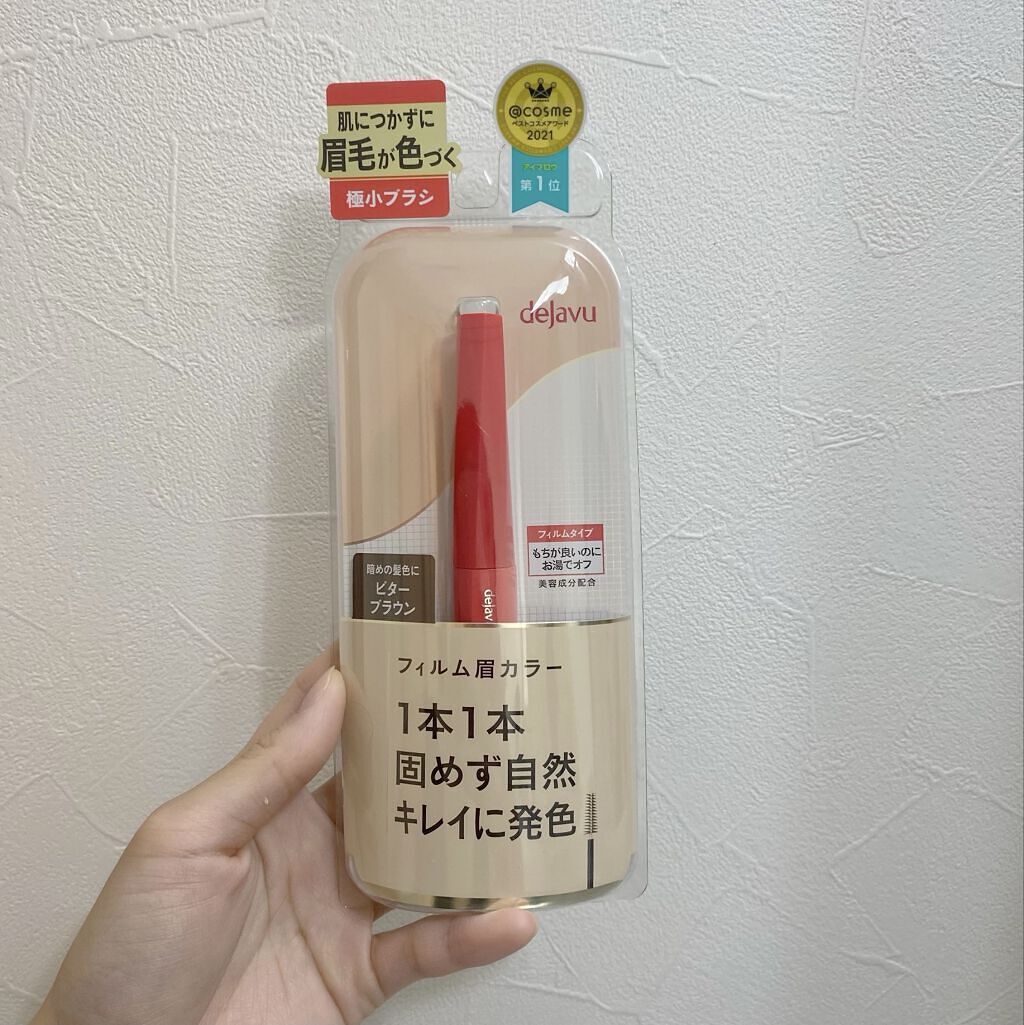 肌につかずに
眉毛が色づく
極小ブラシ
@cosme
ベストコスメアワード
2021
アイブロウ
第1位
dejavu
フィルムタイプ
もちが良いのに
お湯でオフ
美容成分配合
暗めの髪色に
ビター
ブラウン
dejav
フィルム眉カラー
1本1本
固めず自然
キレイに発色